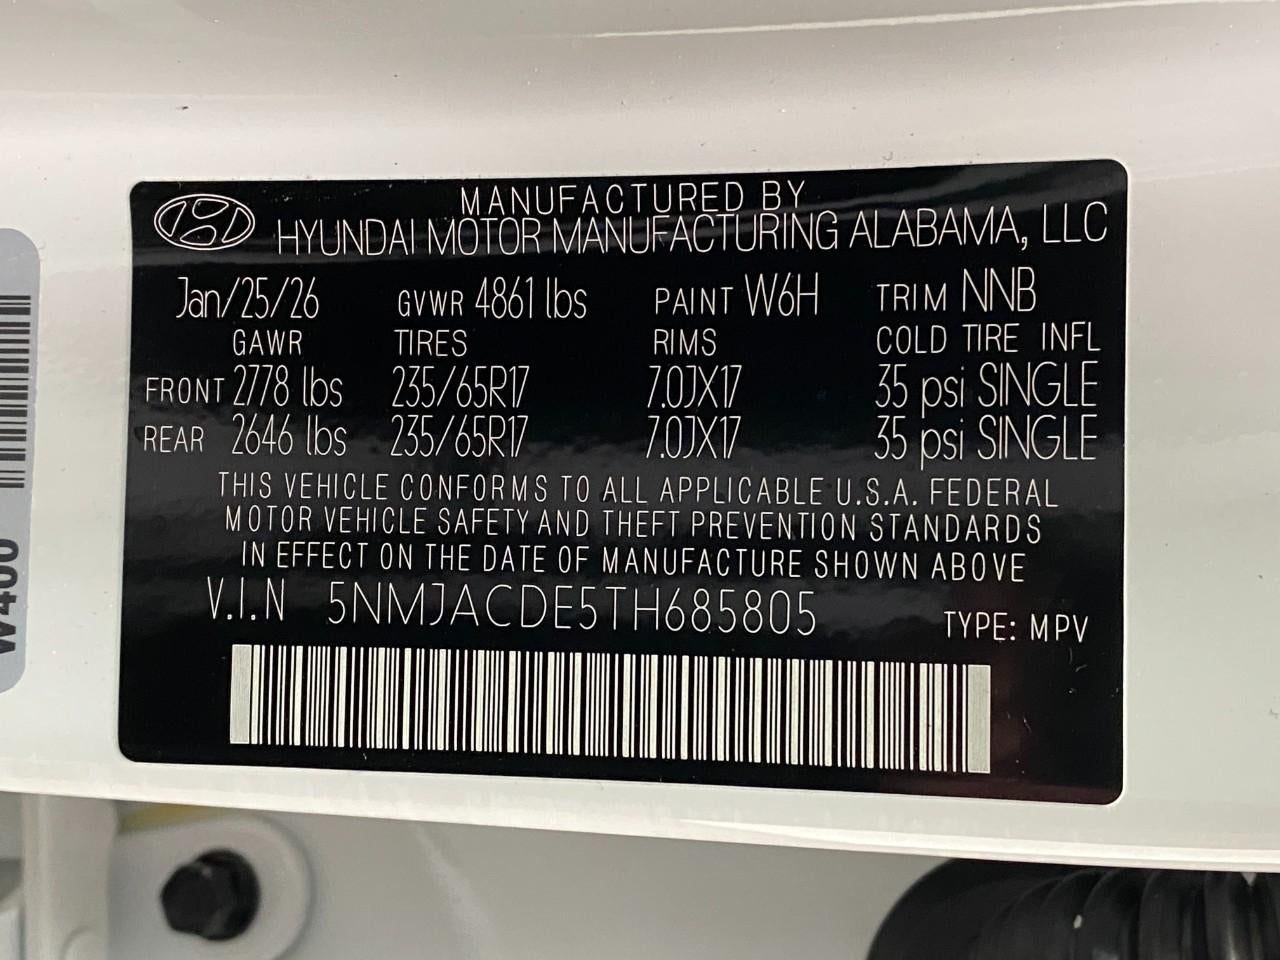 MANUFACTURED BY
HYUNDAI MOTOR MANUFACTURING ALABAMA, LLC
Jan/25/26 GVWR 4861 lbs PAINT W6H TRIM NNB
GAWR TIRES RIMS COLD TIRE INFL
FRONT 2778 lbs 235/65R17 7.0JX17 35 psi SINGLE
REAR 2646 lbs 235/65R17 7.0JX17 35 psi SINGLE
THIS VEHICLE CONFORMS TO ALL APPLICABLE U.S.A. FEDERAL
MOTOR VEHICLE SAFETY AND THEFT PREVENTION STANDARDS
IN EFFECT ON THE DATE OF MANUFACTURE SHOWN ABOVE
V.I.N 5NMJACDE5TH685805 TYPE: MPV